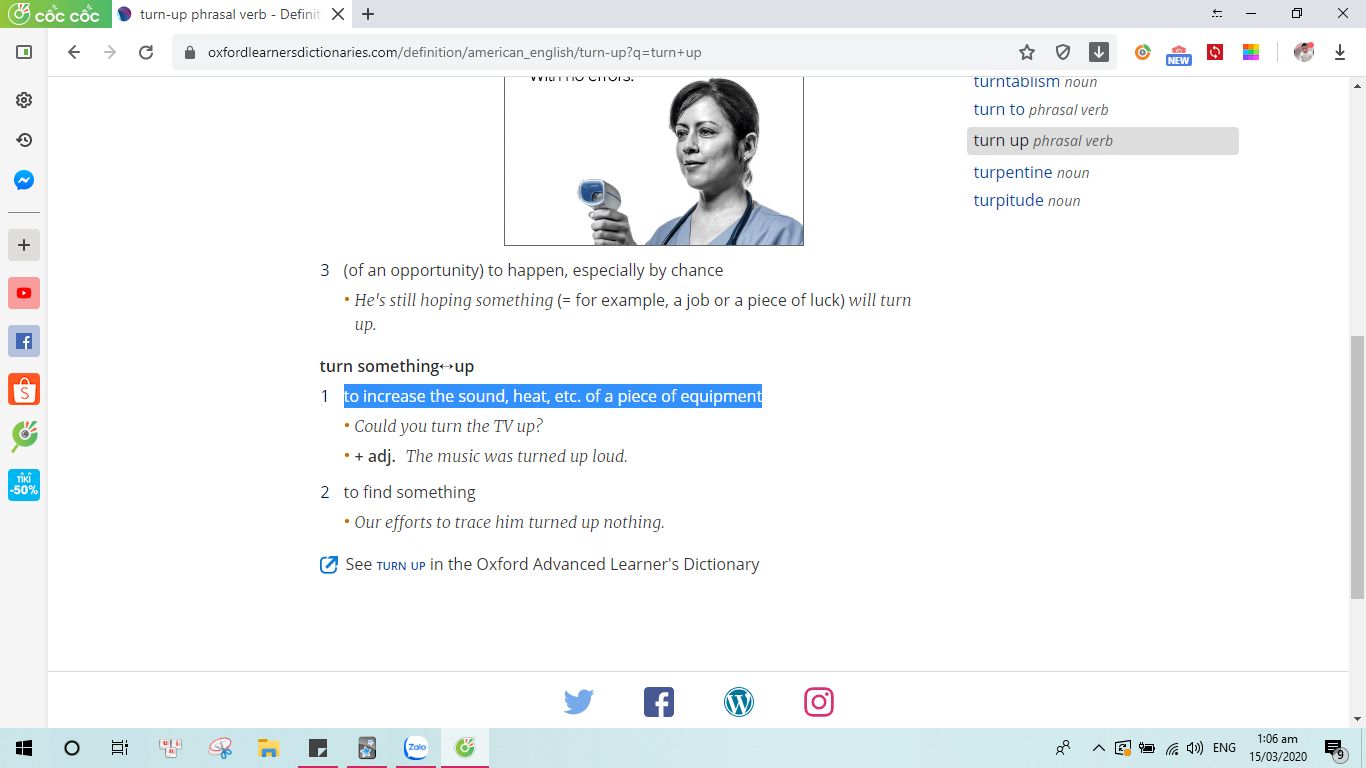 cốc cốc
turn-up phrasal verb - Definit
oxfordlearnersdictionaries.com/definition/american_english/turn-up?q=turn+up
NEW
With no errors.
turntablism noun
turn to phrasal verb
turn up phrasal verb
turpentine noun
turpitude noun
3 (of an opportunity) to happen, especially by chance
• He's still hoping something (= for example, a job or a piece of luck) will turn
up.
turn something↔up
1 to increase the sound, heat, etc. of a piece of equipment
• Could you turn the TV up?
• + adj. The music was turned up loud.
2 to find something
• Our efforts to trace him turned up nothing.
See TURN UP in the Oxford Advanced Learner's Dictionary
TIKI
-50%
Zalo
ENG
1:06 am
15/03/2020
9